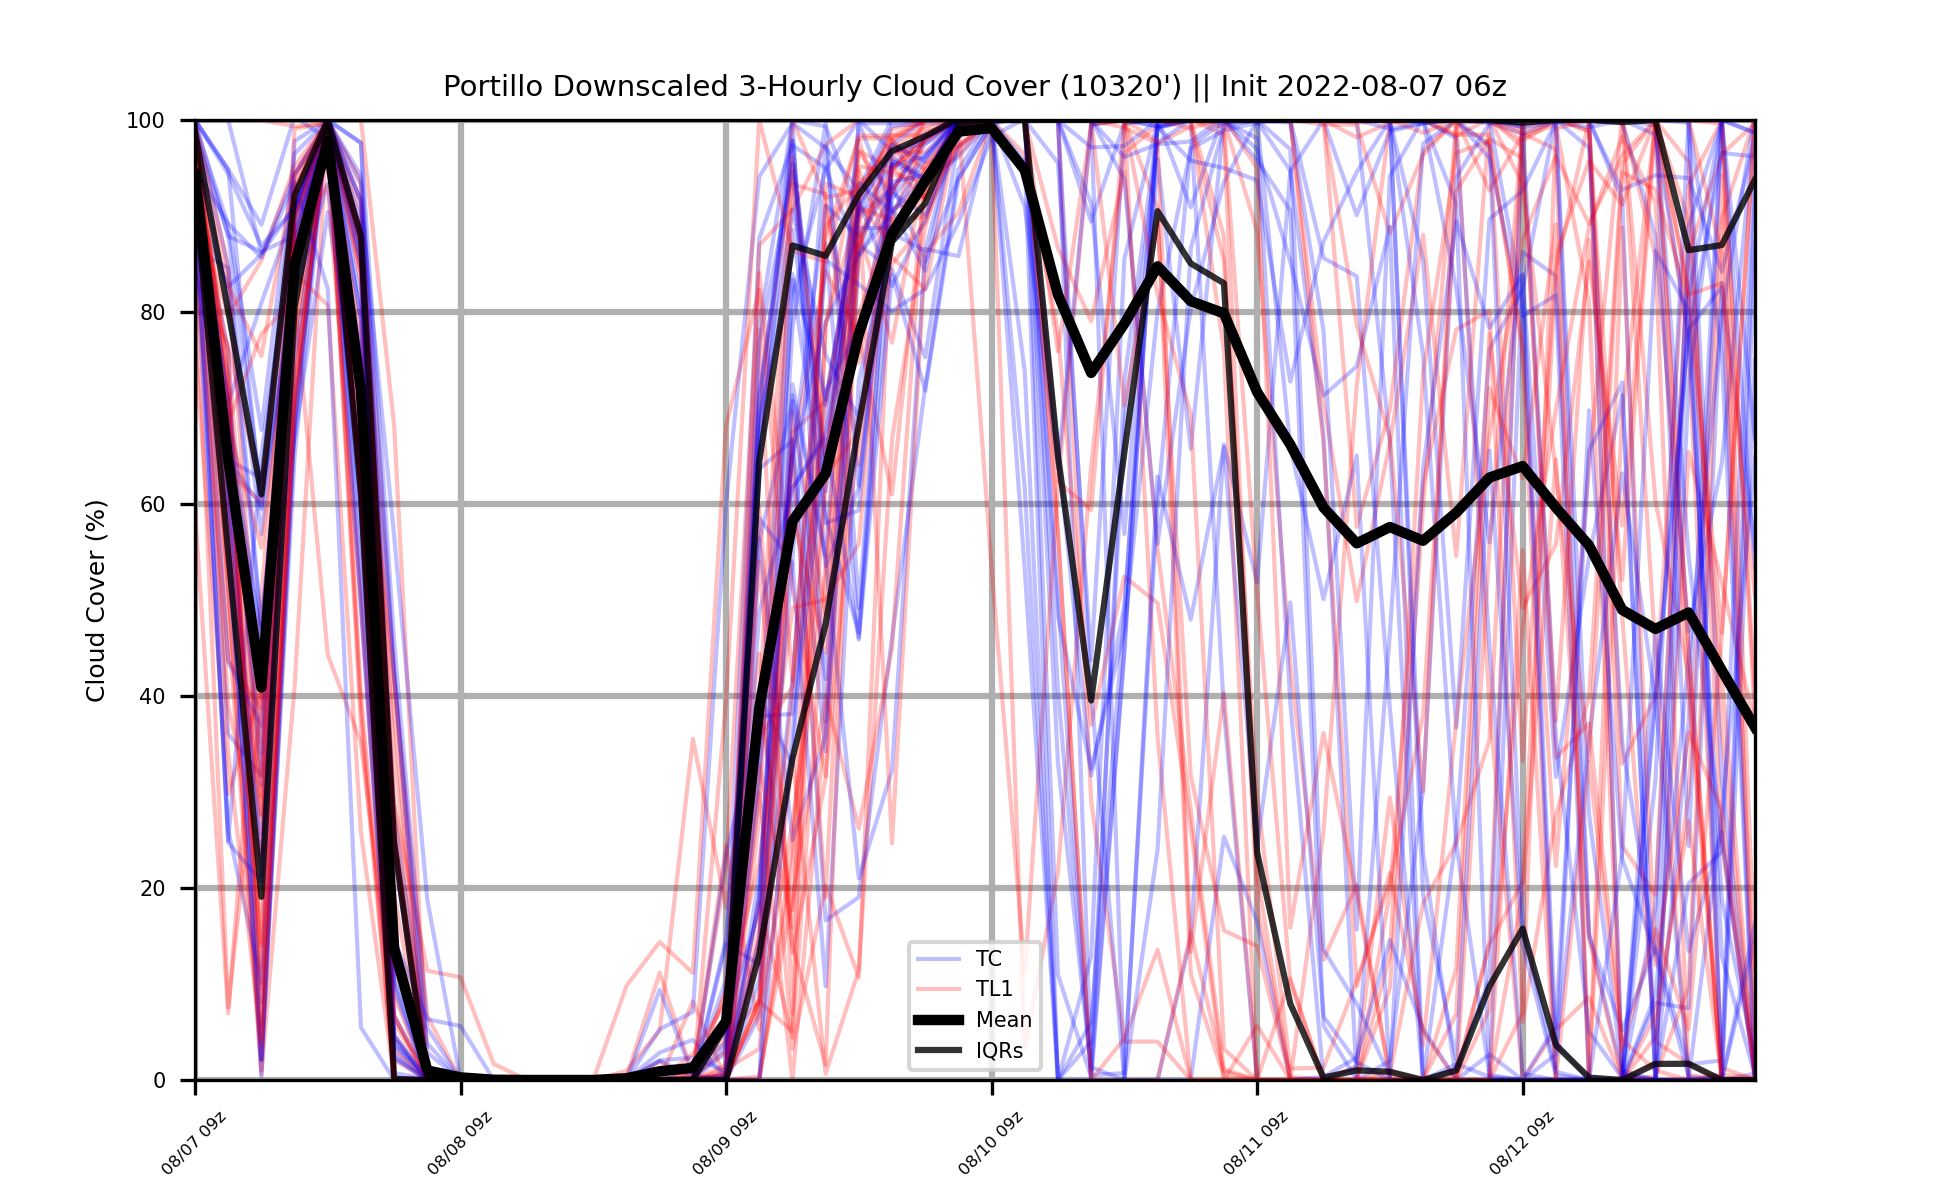 Portillo Downscaled 3-Hourly Cloud Cover (10320') || Init 2022-08-07 06z
Cloud Cover (%)
100
80
60
40
20
0
TC
TL1
Mean
IQRs
08/07 09z
08/08 09z
08/09 09z
08/10 09z
08/11 09z
08/12 09z